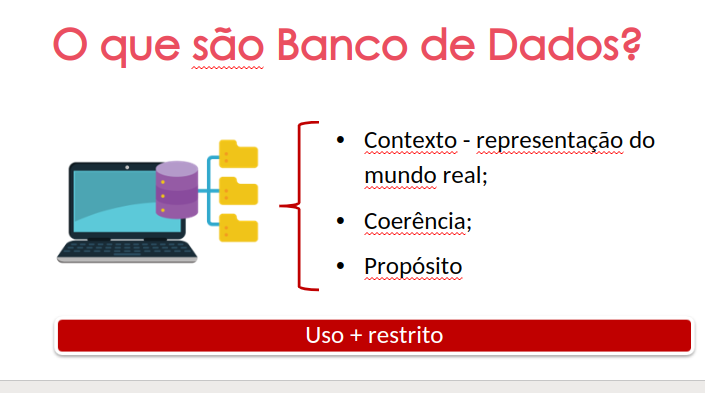 O que são Banco de Dados?
• Contexto - representação do
mundo real;
• Coerência;
• Propósito
Uso + restrito